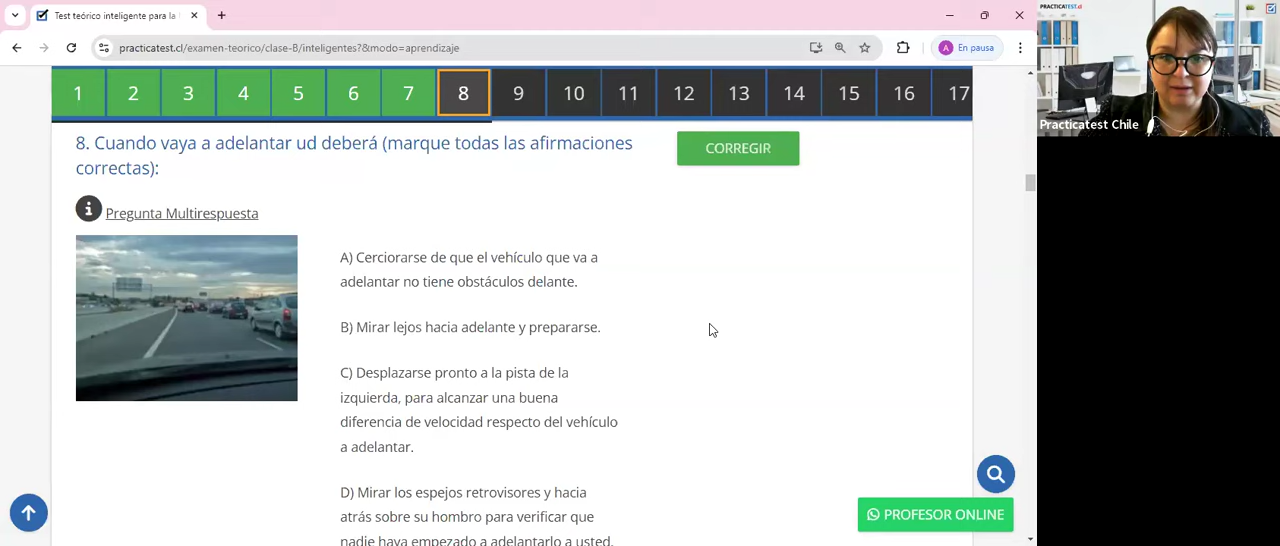 Test teórico inteligente para la
practicatest.cl/examen-teorico/clase-B/inteligentes?&modo=aprendizaje
A En pausa
PRACTICATEST.cl
Practicatest Chile
1 2 3 4 5 6 7 8 9 10 11 12 13 14 15 16 17
8. Cuando vaya a adelantar ud deberá (marque todas las afirmaciones
correctas):
CORREGIR
Pregunta Multirespuesta
A) Cerciorarse de que el vehículo que va a
adelantar no tiene obstáculos delante.
B) Mirar lejos hacia adelante y prepararse.
C) Desplazarse pronto a la pista de la
izquierda, para alcanzar una buena
diferencia de velocidad respecto del vehículo
a adelantar.
D) Mirar los espejos retrovisores y hacia
atrás sobre su hombro para verificar que
nadie haya empezado a adelantarlo a usted.
PROFESOR ONLINE